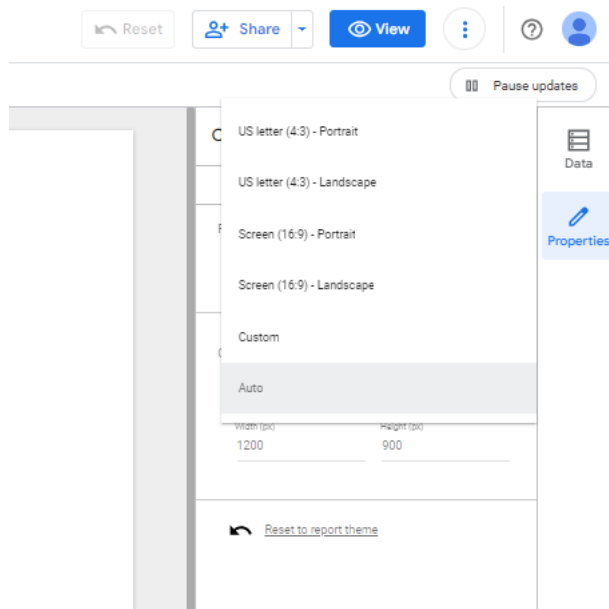 Reset
Share
View
Pause updates
US letter (4:3) - Portrait
US letter (4:3) - Landscape
Screen (16:9) - Portrait
Screen (16:9) - Landscape
Custom
Auto
Width (px)
Height (px)
1200
900
Reset to report theme
Data
Properties